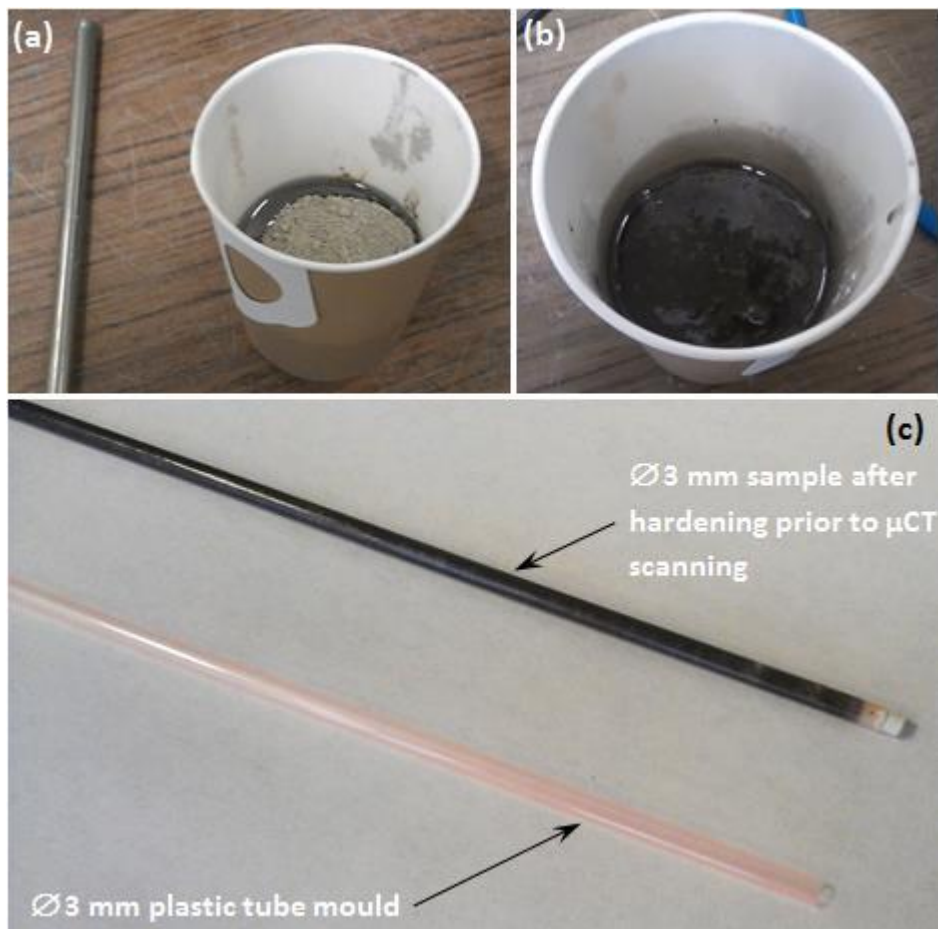 (a)
(b)
(c)
∅3 mm sample after
hardening prior to μCT
scanning
∅3 mm plastic tube mould